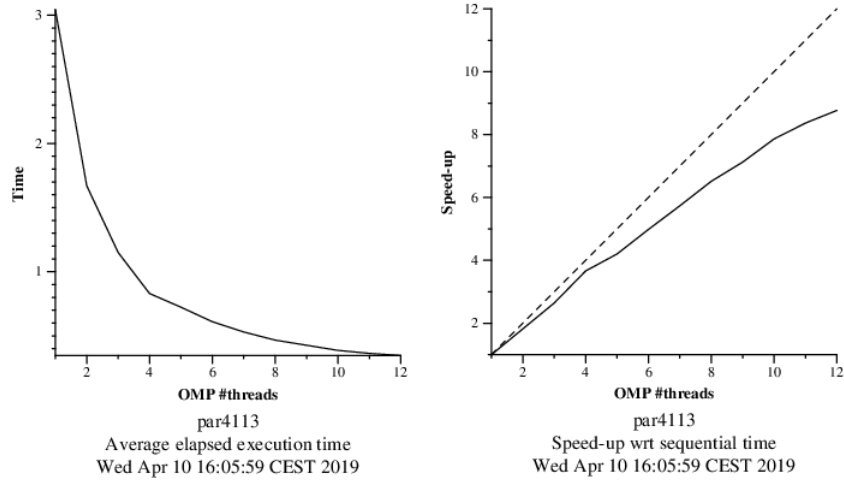 3
2
1
Time
2
4
6
8
10
12
OMP #threads
par4113
Average elapsed execution time
Wed Apr 10 16:05:59 CEST 2019
12
10
8
6
4
2
Speed-up
2
4
6
8
10
12
OMP #threads
par4113
Speed-up wrt sequential time
Wed Apr 10 16:05:59 CEST 2019